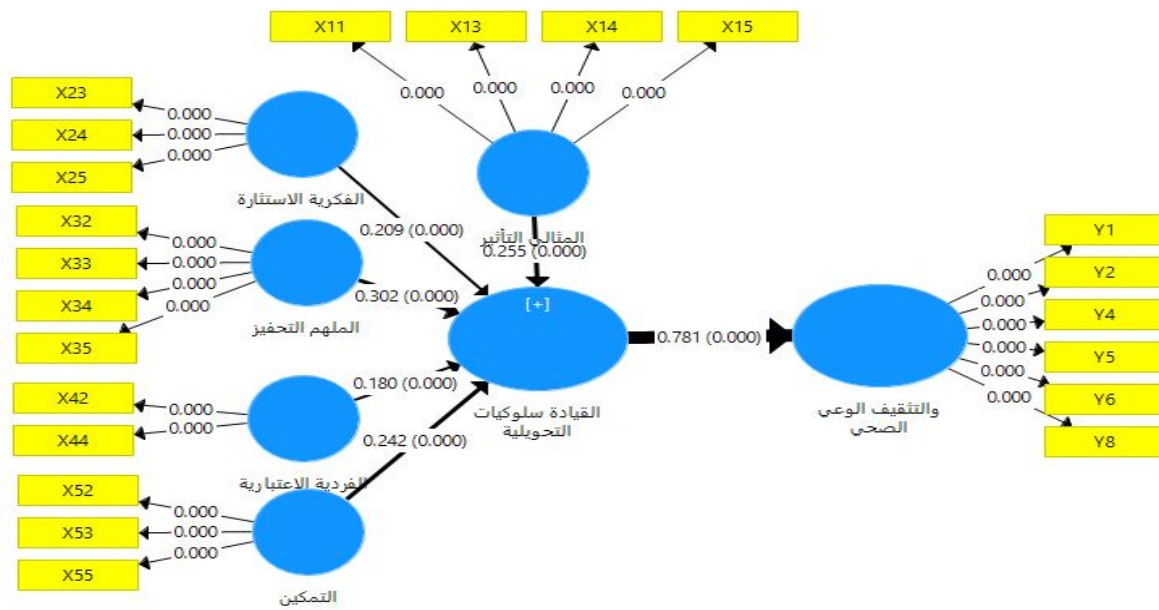 X11
X13
X14
X15
0.000
0.000
0.000
0.000
X23
X24
X25
0.000
0.000
0.000
الفكرية الاستثارة
0.209 (0.000)
المثالي التأثير
0.255 (0.000)
X32
X33
X34
X35
0.000
0.000
0.000
0.000
الملهم التحفيز
0.302 (0.000)
[+]
القيادة سلوكيات
التحويلية
0.781 (0.000)
X42
X44
0.000
0.000
الفردية الاعتبارية
0.180 (0.000)
X52
X53
X55
0.000
0.000
0.000
التمكين
0.242 (0.000)
والتثقيف الوعي
الصحي
0.000
0.000
0.000
0.000
0.000
0.000
Y1
Y2
Y4
Y5
Y6
Y8